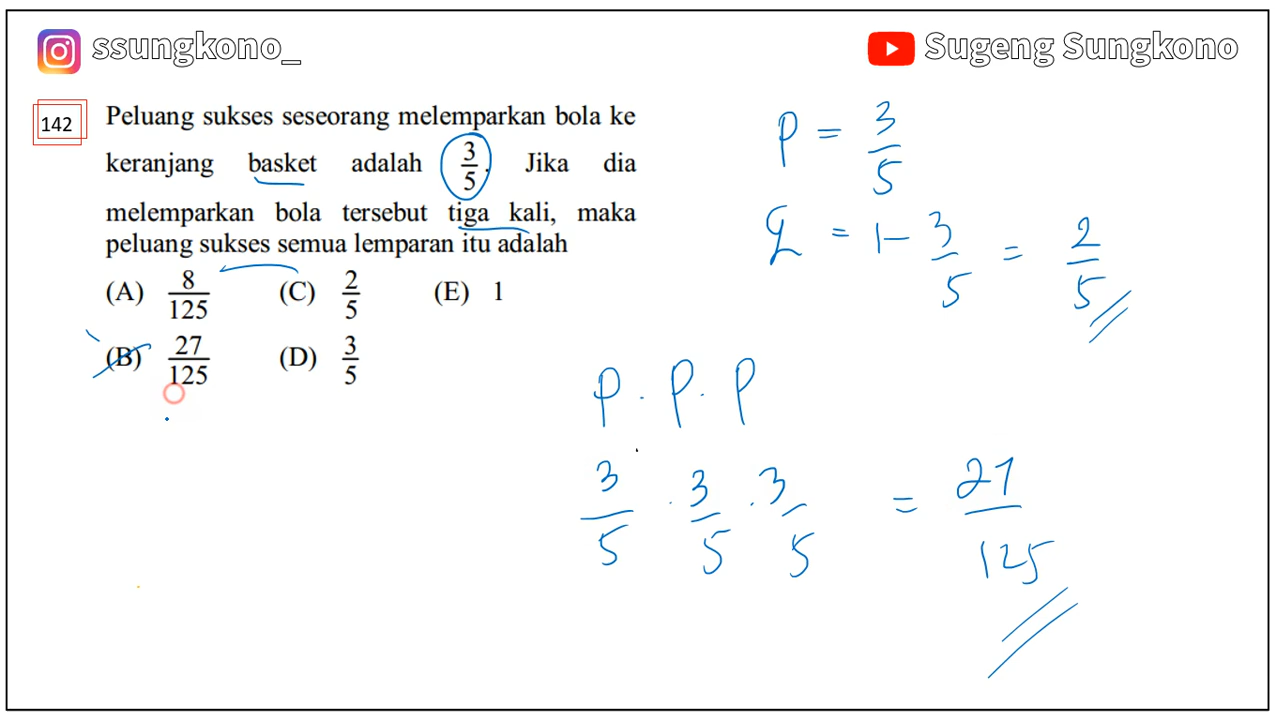 ssungkono_
Sugeng Sungkono
142
Peluang sukses seseorang melemparkan bola ke
keranjang basket adalah 3/5. Jika dia
melemparkan bola tersebut tiga kali, maka
peluang sukses semua lemparan itu adalah
(A) 8/125 (C) 2/5 (E) 1
(B) 27/125 (D) 3/5
p = 3/5
q = 1 - 3/5 = 2/5
p . p . p
3/5 . 3/5 . 3/5 = 27/125